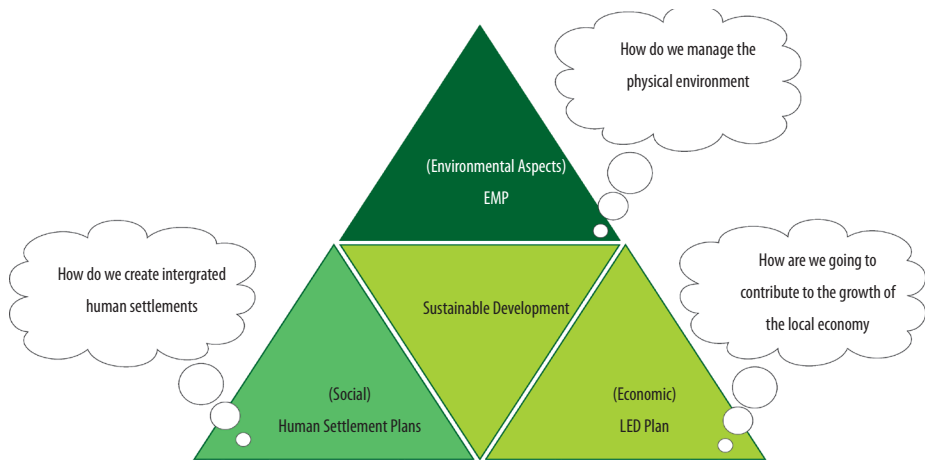 How do we manage the
physical environment
(Environmental Aspects)
EMP
How do we create intergrated
human settlements
How are we going to
contribute to the growth of
the local economy
Sustainable Development
(Social)
Human Settlement Plans
(Economic)
LED Plan